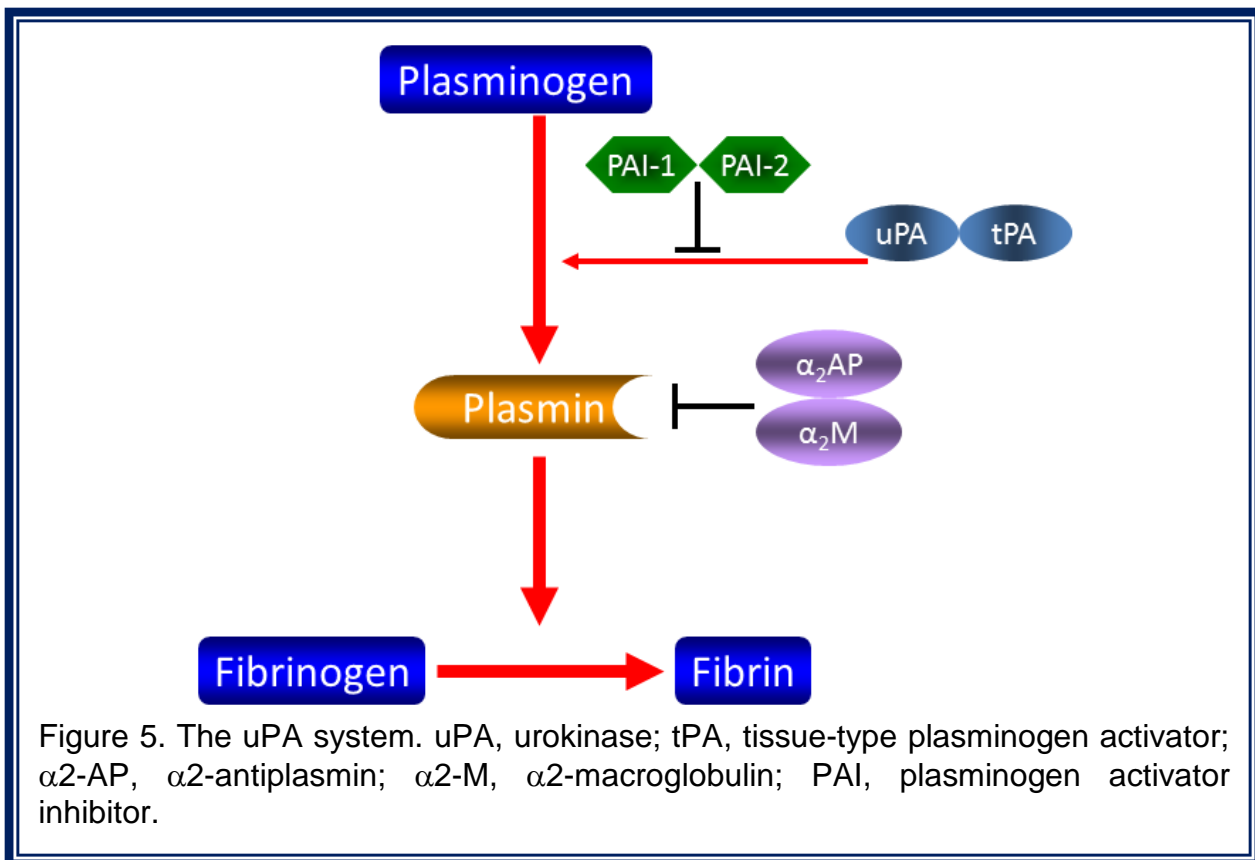 Plasminogen
PAI-1 PAI-2
uPA tPA
α₂AP
Plasmin
α₂M
Fibrinogen Fibrin
Figure 5. The uPA system. uPA, urokinase; tPA, tissue-type plasminogen activator;
α2-AP, α2-antiplasmin; α2-M, α2-macroglobulin; PAI, plasminogen activator
inhibitor.